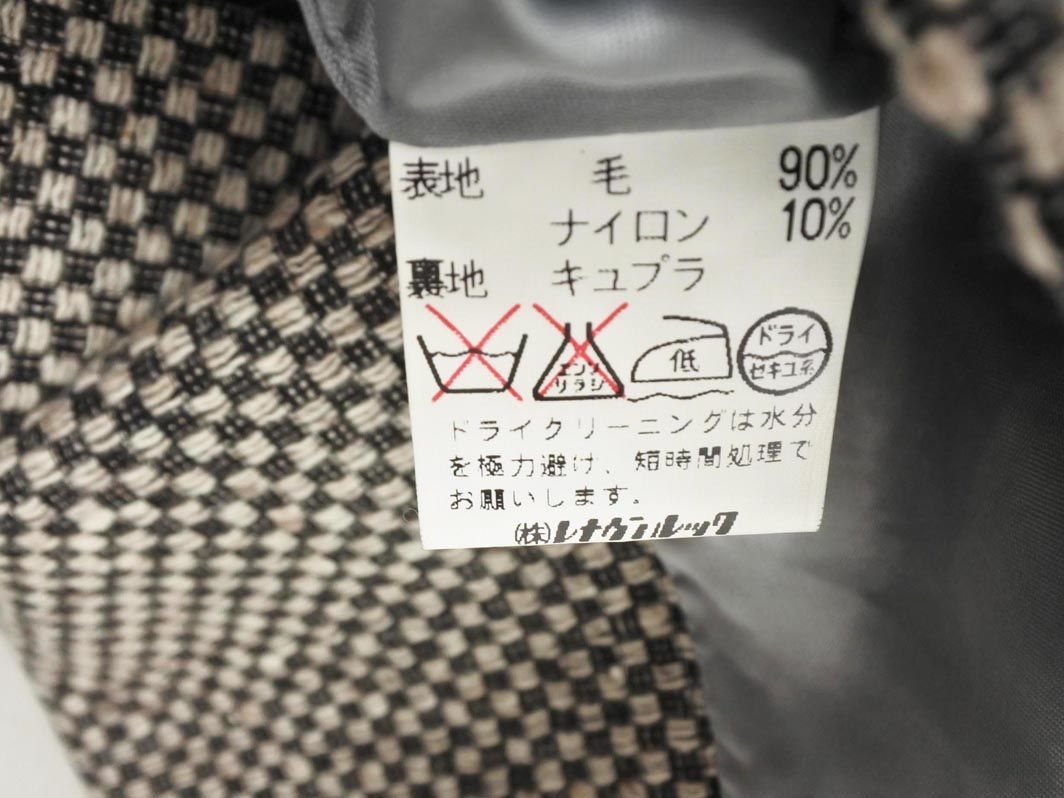 表地 毛 90%
ナイロン 10%
裏地 キュプラ
エンソ
リラシ
低
ドライ
セキユ系
ドライクリーニングは水分
を極力避け、短時間処理で
お願いします。
(株)レナウンルック